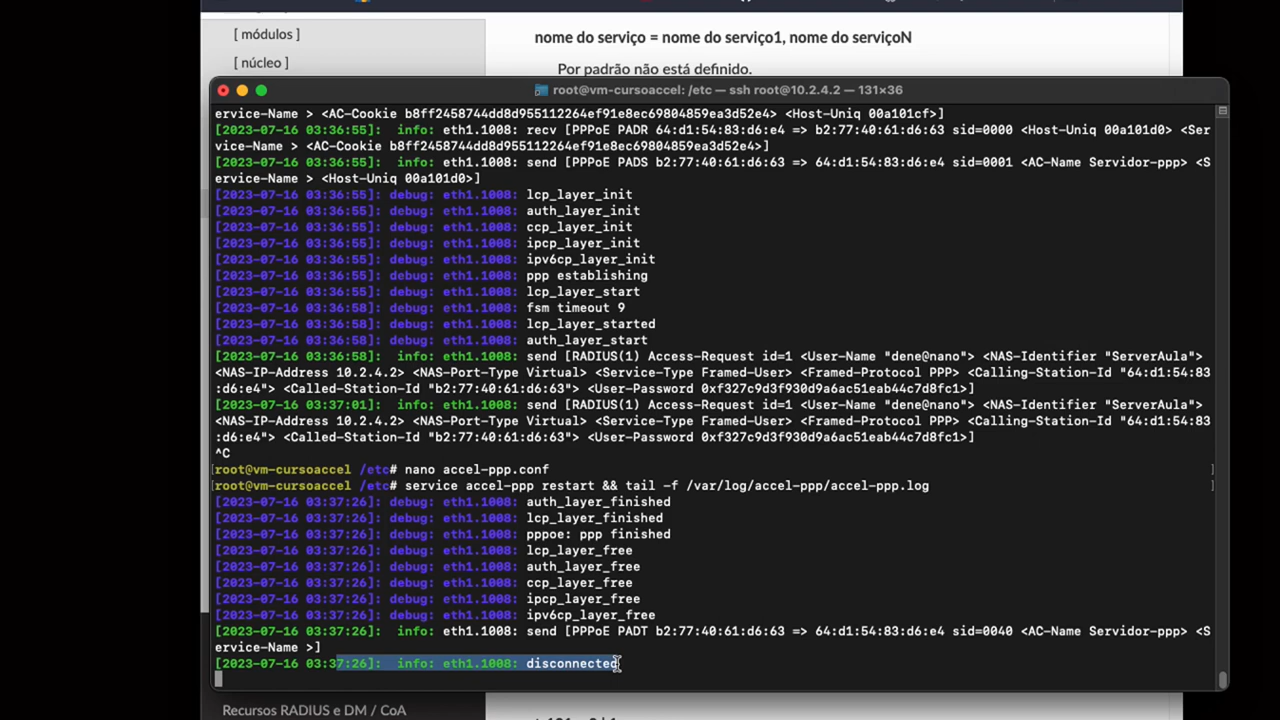 [ módulos ]
nome do serviço = nome do serviço1, nome do serviçoN
[ núcleo ]
Por padrão não está definido.
root@vm-cursoaccel: /etc — ssh root@10.2.4.2 — 131×36
ervice-Name > <AC-Cookie b8ff2458744dd8d955112264ef91e8ec69804859ea3d52e4> <Host-Uniq 00a101cf>]
[2023-07-16 03:36:55]:  info: eth1.1008: recv [PPPoE PADR 64:d1:54:83:d6:e4 => b2:77:40:61:d6:63 sid=0000 <Host-Uniq 00a101d0> <Ser
vice-Name > <AC-Cookie b8ff2458744dd8d955112264ef91e8ec69804859ea3d52e4>]
[2023-07-16 03:36:55]:  info: eth1.1008: send [PPPoE PADS b2:77:40:61:d6:63 => 64:d1:54:83:d6:e4 sid=0001 <AC-Name Servidor-ppp> <S
ervice-Name > <Host-Uniq 00a101d0>]
[2023-07-16 03:36:55]: debug: eth1.1008: lcp_layer_init
[2023-07-16 03:36:55]: debug: eth1.1008: auth_layer_init
[2023-07-16 03:36:55]: debug: eth1.1008: ccp_layer_init
[2023-07-16 03:36:55]: debug: eth1.1008: ipcp_layer_init
[2023-07-16 03:36:55]: debug: eth1.1008: ipv6cp_layer_init
[2023-07-16 03:36:55]: debug: eth1.1008: ppp establishing
[2023-07-16 03:36:55]: debug: eth1.1008: lcp_layer_start
[2023-07-16 03:36:58]: debug: eth1.1008: fsm timeout 9
[2023-07-16 03:36:58]: debug: eth1.1008: lcp_layer_started
[2023-07-16 03:36:58]: debug: eth1.1008: auth_layer_start
[2023-07-16 03:36:58]:  info: eth1.1008: send [RADIUS(1) Access-Request id=1 <User-Name "dene@nano"> <NAS-Identifier "ServerAula">
<NAS-IP-Address 10.2.4.2> <NAS-Port-Type Virtual> <Service-Type Framed-User> <Framed-Protocol PPP> <Calling-Station-Id "64:d1:54:83
:d6:e4"> <Called-Station-Id "b2:77:40:61:d6:63"> <User-Password 0xf327c9d3f930d9a6ac51eab44c7d8fc1>]
[2023-07-16 03:37:01]:  info: eth1.1008: send [RADIUS(1) Access-Request id=1 <User-Name "dene@nano"> <NAS-Identifier "ServerAula">
<NAS-IP-Address 10.2.4.2> <NAS-Port-Type Virtual> <Service-Type Framed-User> <Framed-Protocol PPP> <Calling-Station-Id "64:d1:54:83
:d6:e4"> <Called-Station-Id "b2:77:40:61:d6:63"> <User-Password 0xf327c9d3f930d9a6ac51eab44c7d8fc1>]
^C
[root@vm-cursoaccel /etc# nano accel-ppp.conf ]
[root@vm-cursoaccel /etc# service accel-ppp restart && tail -f /var/log/accel-ppp/accel-ppp.log ]
[2023-07-16 03:37:26]: debug: eth1.1008: auth_layer_finished
[2023-07-16 03:37:26]: debug: eth1.1008: lcp_layer_finished
[2023-07-16 03:37:26]: debug: eth1.1008: pppoe: ppp finished
[2023-07-16 03:37:26]: debug: eth1.1008: lcp_layer_free
[2023-07-16 03:37:26]: debug: eth1.1008: auth_layer_free
[2023-07-16 03:37:26]: debug: eth1.1008: ccp_layer_free
[2023-07-16 03:37:26]: debug: eth1.1008: ipcp_layer_free
[2023-07-16 03:37:26]: debug: eth1.1008: ipv6cp_layer_free
[2023-07-16 03:37:26]:  info: eth1.1008: send [PPPoE PADT b2:77:40:61:d6:63 => 64:d1:54:83:d6:e4 sid=0040 <AC-Name Servidor-ppp> <S
ervice-Name >]
[2023-07-16 03:37:26]:  info: eth1.1008: disconnected
Recursos RADIUS e DM / CoA